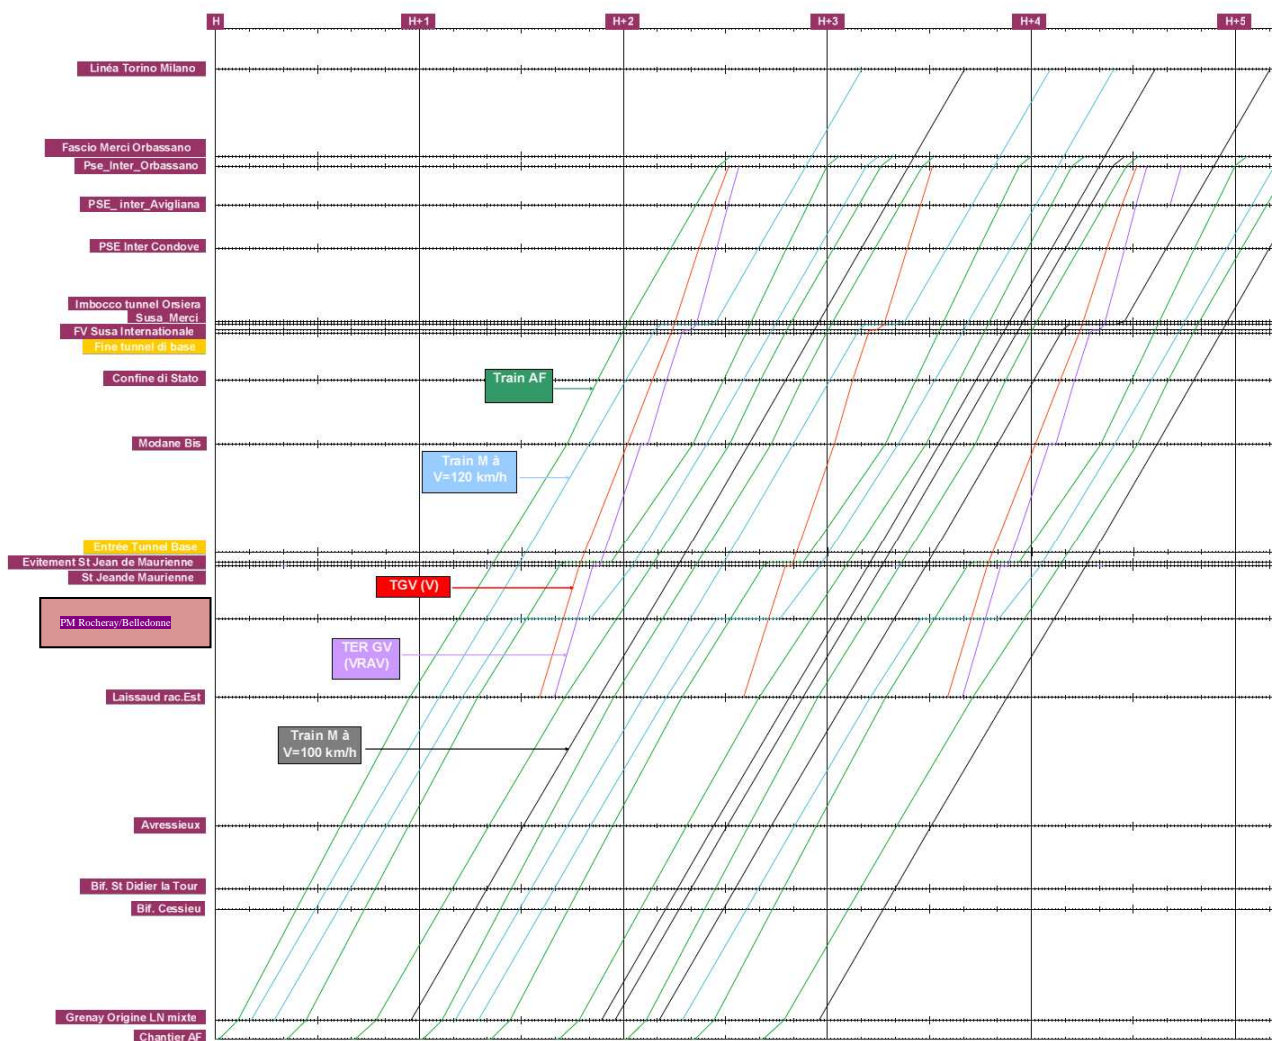 H H+1 H+2 H+3 H+4 H+5
Linéa Torino Milano
Fascio Merci Orbassano
Pse_Inter_Orbassano
PSE_ inter_Avigliana
PSE Inter Condove
Imbocco tunnel Orsiera
Susa_Merci
FV Susa Internationale
Fine tunnel di base
Confine di Stato
Train AF
Modane Bis
Train M à
V=120 km/h
Entrée Tunnel Base
Evitement St Jean de Maurienne
St Jeande Maurienne
TGV (V)
PM Rocheray/Belledonne
TER GV
(VRAV)
Laissaud rac.Est
Train M à
V=100 km/h
Avressieux
Bif. St Didier la Tour
Bif. Cessieu
Grenay Origine LN mixte
Chantier AF